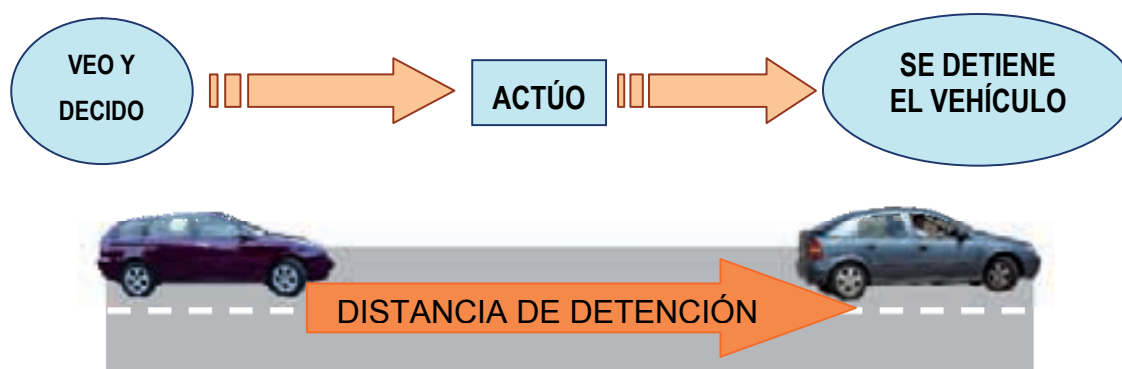 VEO Y
DECIDO
ACTÚO
SE DETIENE
EL VEHÍCULO
DISTANCIA DE DETENCIÓN